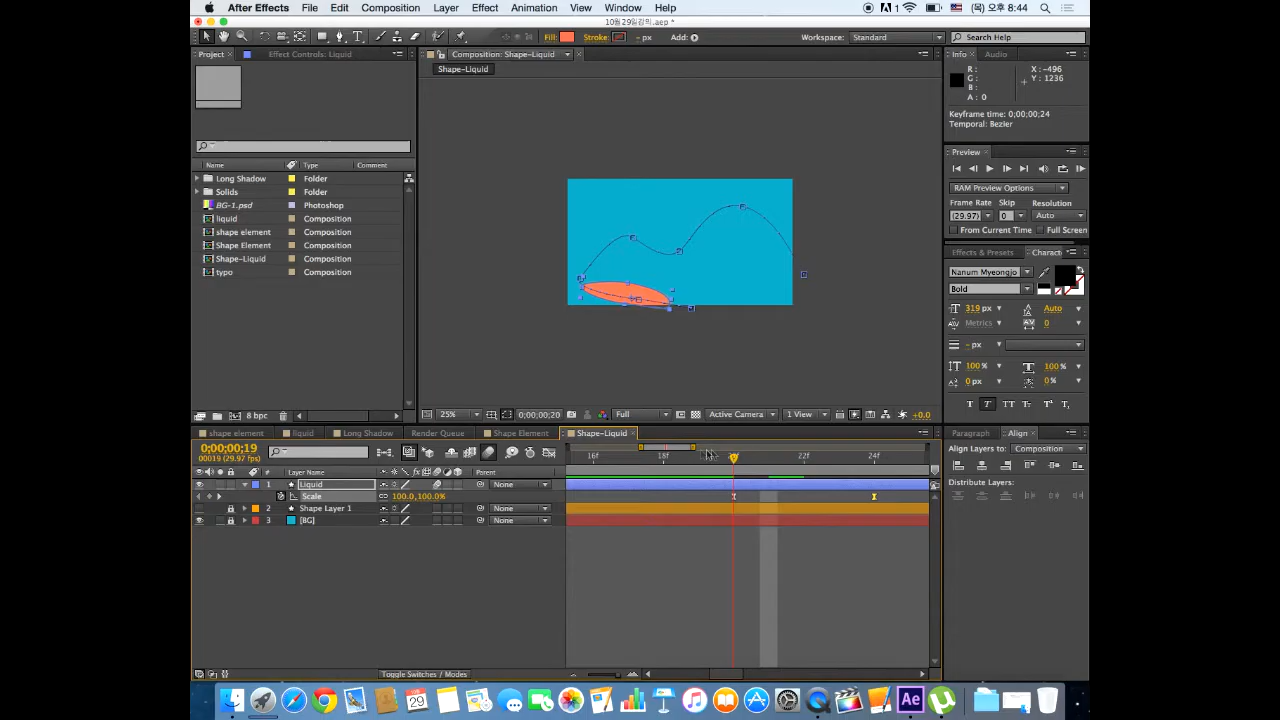 After Effects File Edit Composition Layer Effect Animation View Window Help
1 (목) 오후 8:44
10월29일강의.aep *
Fill: Stroke: - px Add:
Workspace: Standard
Search Help
Project Effect Controls: Liquid
Composition: Shape-Liquid
Shape-Liquid
Info Audio
R: G: B: A: 0
X: -496
Y: 1236
Keyframe time: 0;00;00;24
Temporal: Bezier
Name Type Comment
Long Shadow Folder
Solids Folder
BG-1.psd Photoshop
liquid Composition
shape element Composition
Shape Element Composition
Shape-Liquid Composition
typo Composition
8 bpc
Preview
RAM Preview Options
Frame Rate Skip Resolution
(29.97) 0 Auto
From Current Time Full Screen
Effects & Presets Charact
Nanum Myeongjo
Bold
319 px Auto
Metrics 0
- px
100 % 100 %
0 px 0 %
T T TT Tt T' T,
25% 0;00;00;20 Full Active Camera 1 View +0.0
shape element liquid Long Shadow Render Queue Shape Element Shape-Liquid
0;00;00;19
00019 (29.97 fps)
# Layer Name Parent
1 Liquid None
Scale 100.0,100.0%
2 Shape Layer 1 None
3 [BG] None
16f 18f 22f 24f
Toggle Switches / Modes
Paragraph Align
Align Layers to: Composition
Distribute Layers:
29
Ae